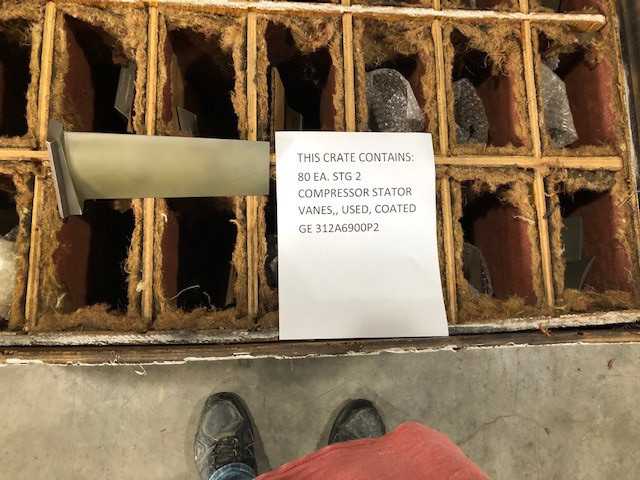 THIS CRATE CONTAINS:
80 EA. STG 2
COMPRESSOR STATOR
VANES,, USED, COATED
GE 312A6900P2